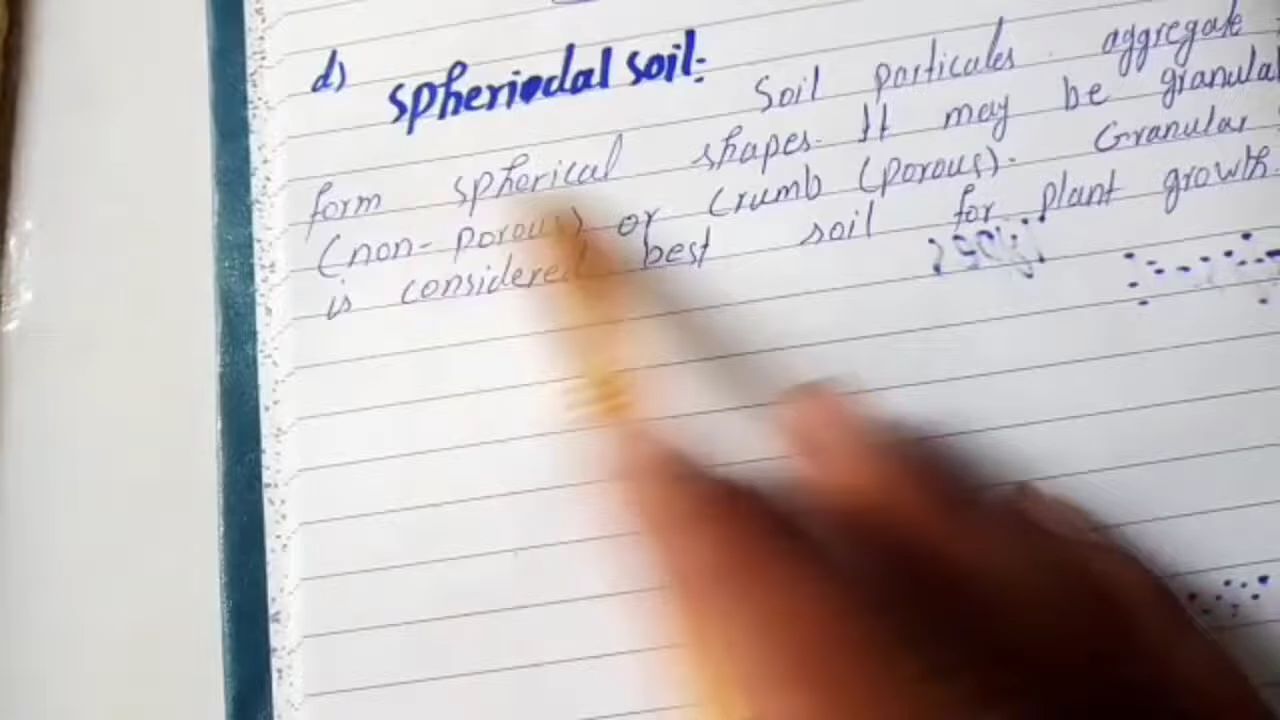 d) spheriodal soil:-
Soil particules aggregate
form spherical shapes. It may be granular
(non-porous) or crumb (porous). Granular
is considered best soil for plant growth.